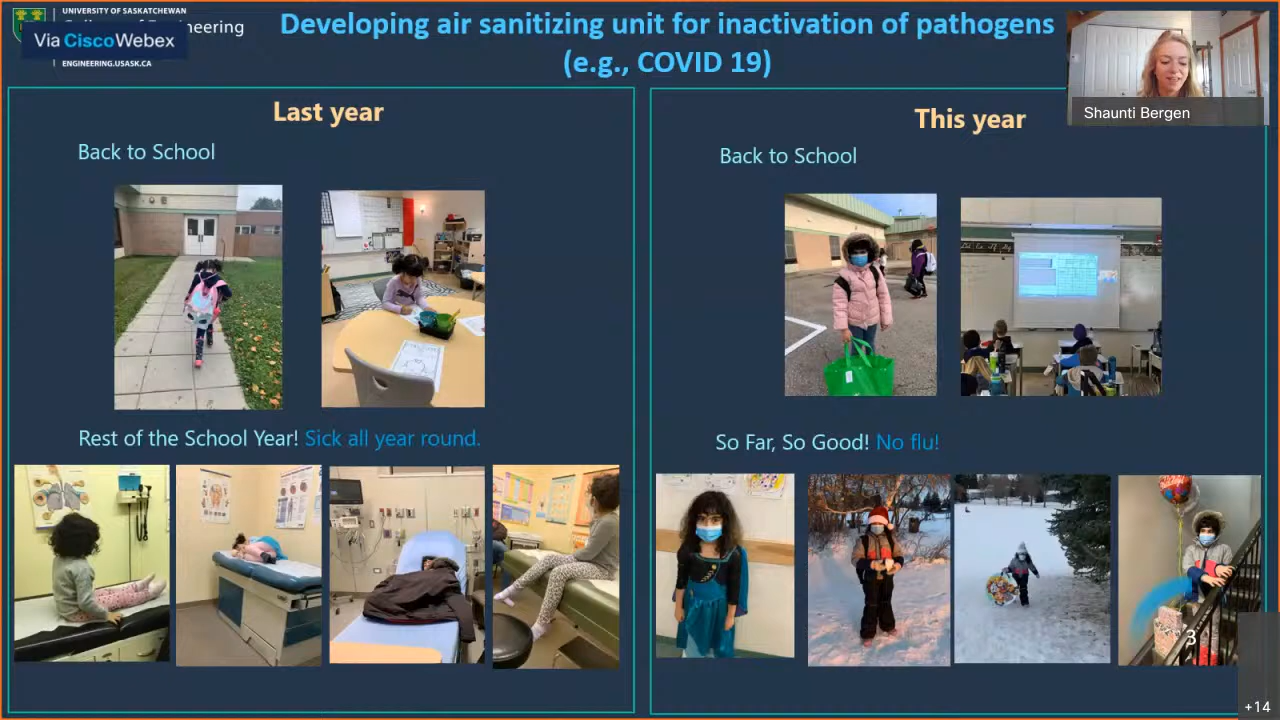 UNIVERSITY OF SASKATCHEWAN
neering
Via Cisco Webex
ENGINEERING.USASK.CA
Developing air sanitizing unit for inactivation of pathogens
(e.g., COVID 19)
Shaunti Bergen
Last year
Back to School
Rest of the School Year! Sick all year round.
This year
Back to School
So Far, So Good! No flu!
3
+14